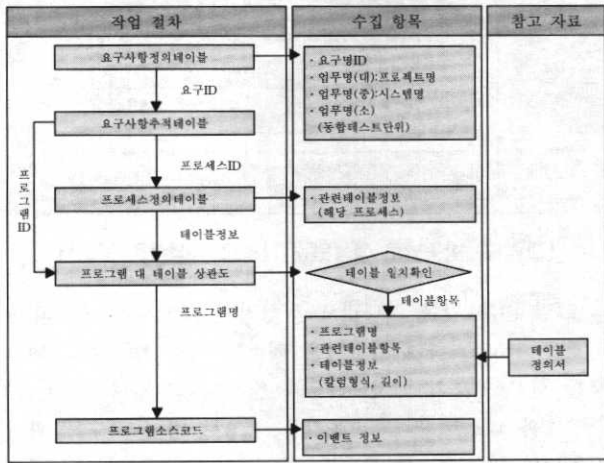 작업 절차
수집 항목
참고 자료
요구사항정의테이블
요구ID
요구사항추적테이블
프로그램
ID
프로세스ID
프로세스정의테이블
테이블정보
프로그램 대 테이블 상관도
프로그램명
프로그램소스코드
· 요구명ID
· 업무명(대):프로젝트명
· 업무명(중):시스템명
· 업무명(소)
(통합테스트단위)
· 관련테이블정보
(해당 프로세스)
테이블 일치확인
테이블항목
· 프로그램명
· 관련테이블항목
· 테이블정보
(칼럼형식, 길이)
· 이벤트 정보
테이블
정의서